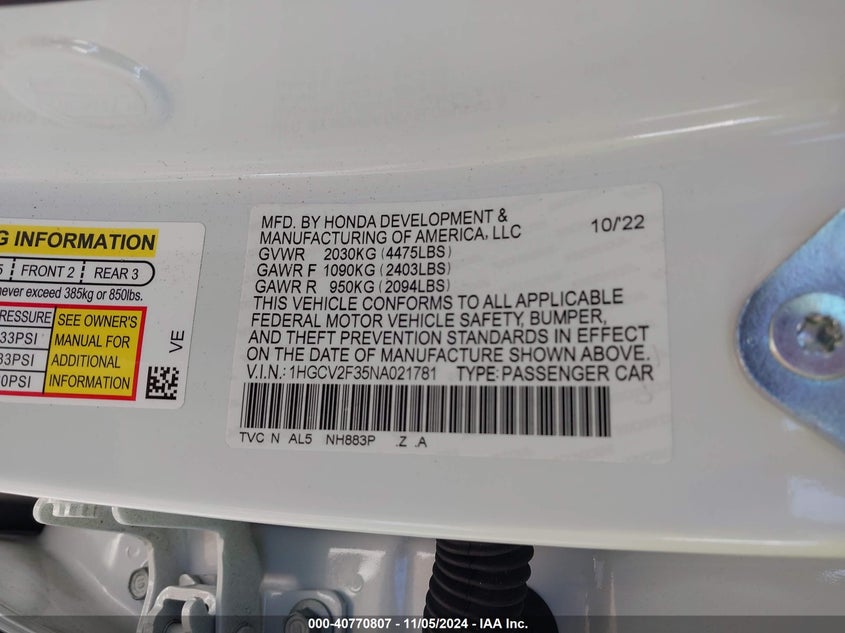 G INFORMATION
5 FRONT 2 REAR 3
never exceed 385kg or 850lbs.
PRESSURE
33PSI
33PSI
0PSI
SEE OWNER'S
MANUAL FOR
ADDITIONAL
INFORMATION
VE
MFD. BY HONDA DEVELOPMENT &
MANUFACTURING OF AMERICA, LLC
10/22
GVWR 2030KG (4475LBS)
GAWR F 1090KG (2403LBS)
GAWR R 950KG (2094LBS)
THIS VEHICLE CONFORMS TO ALL APPLICABLE
FEDERAL MOTOR VEHICLE SAFETY, BUMPER,
AND THEFT PREVENTION STANDARDS IN EFFECT
ON THE DATE OF MANUFACTURE SHOWN ABOVE.
V.I.N.: 1HGCV2F35NA021781 TYPE: PASSENGER CAR
TVC N AL5 NH883P .Z .A
000-40770807 - 11/05/2024 - IAA Inc.